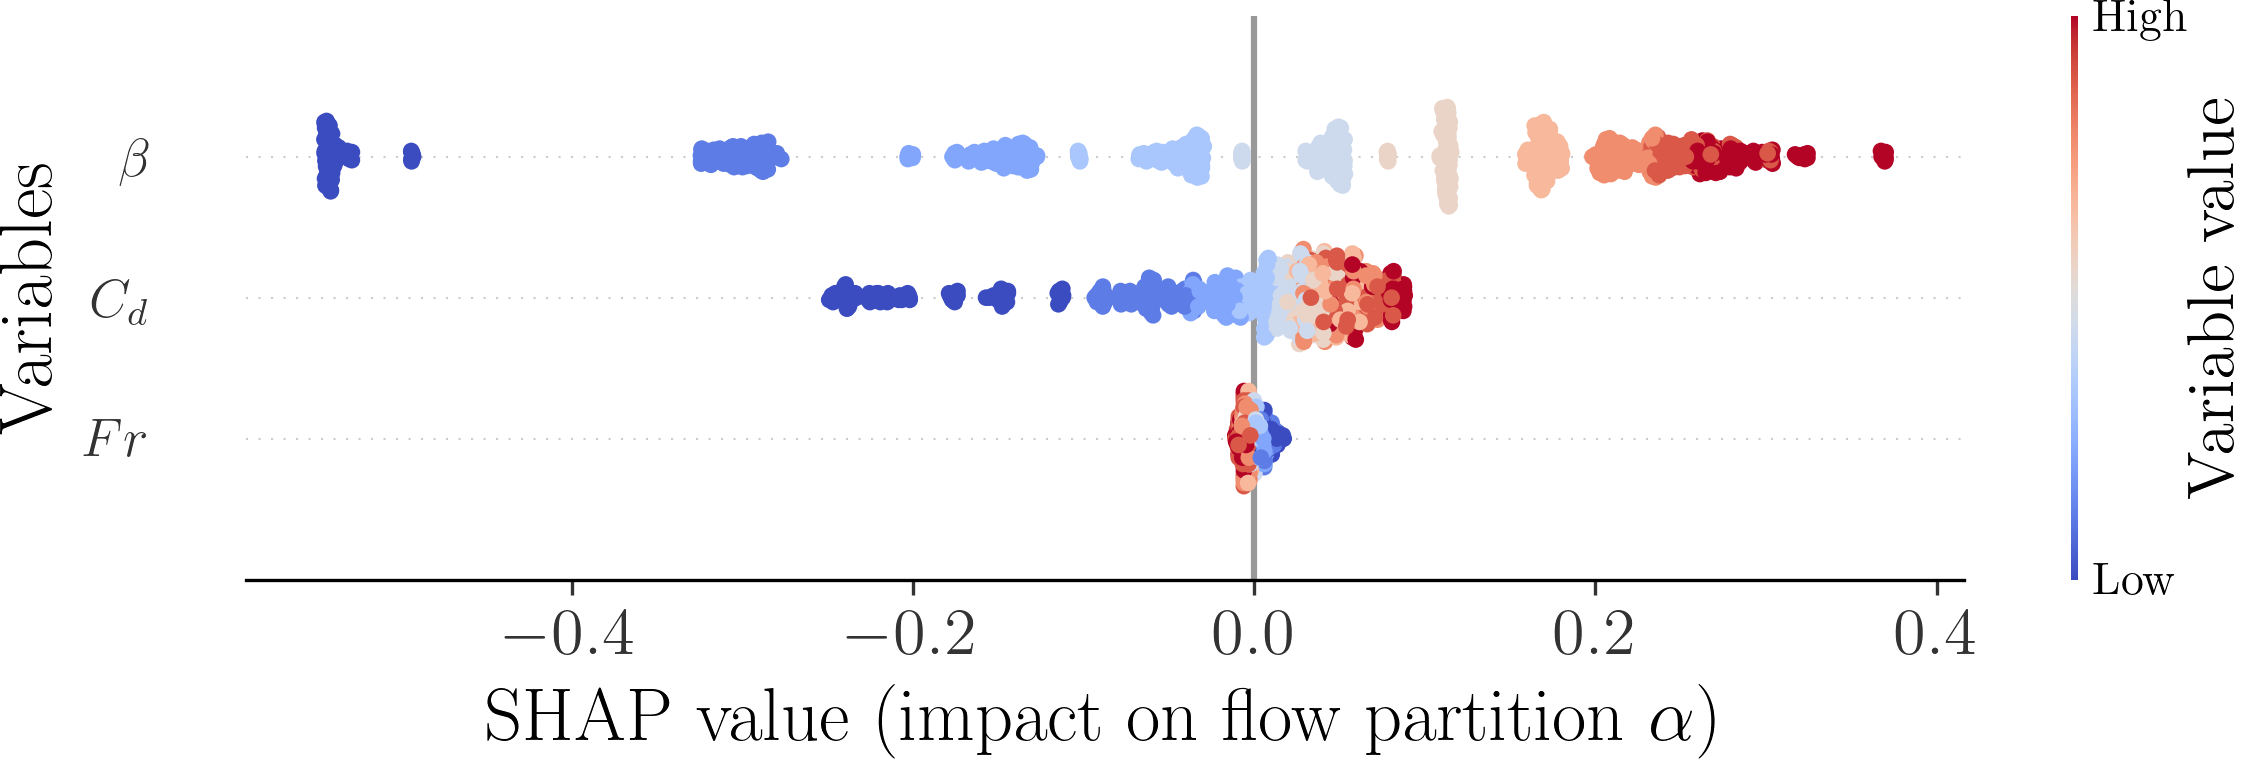 High
β
C_d
Fr
Variables
Low
Variable value
−0.4 −0.2 0.0 0.2 0.4
SHAP value (impact on flow partition α)